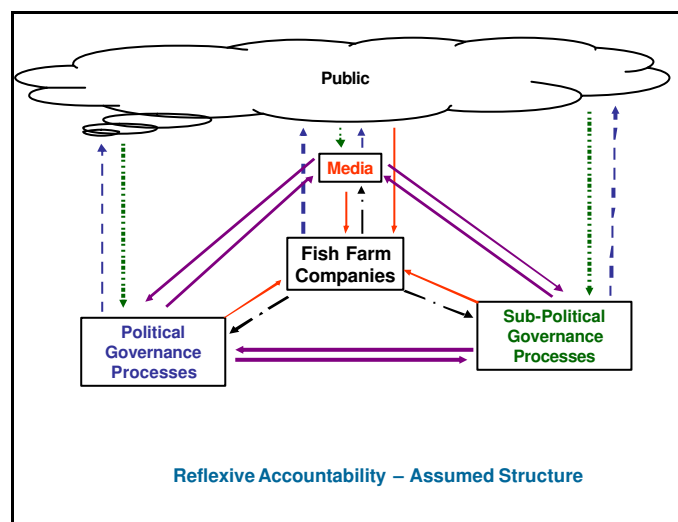 Public
Media
Fish Farm
Companies
Political
Governance
Processes
Sub-Political
Governance
Processes
Reflexive Accountability – Assumed Structure